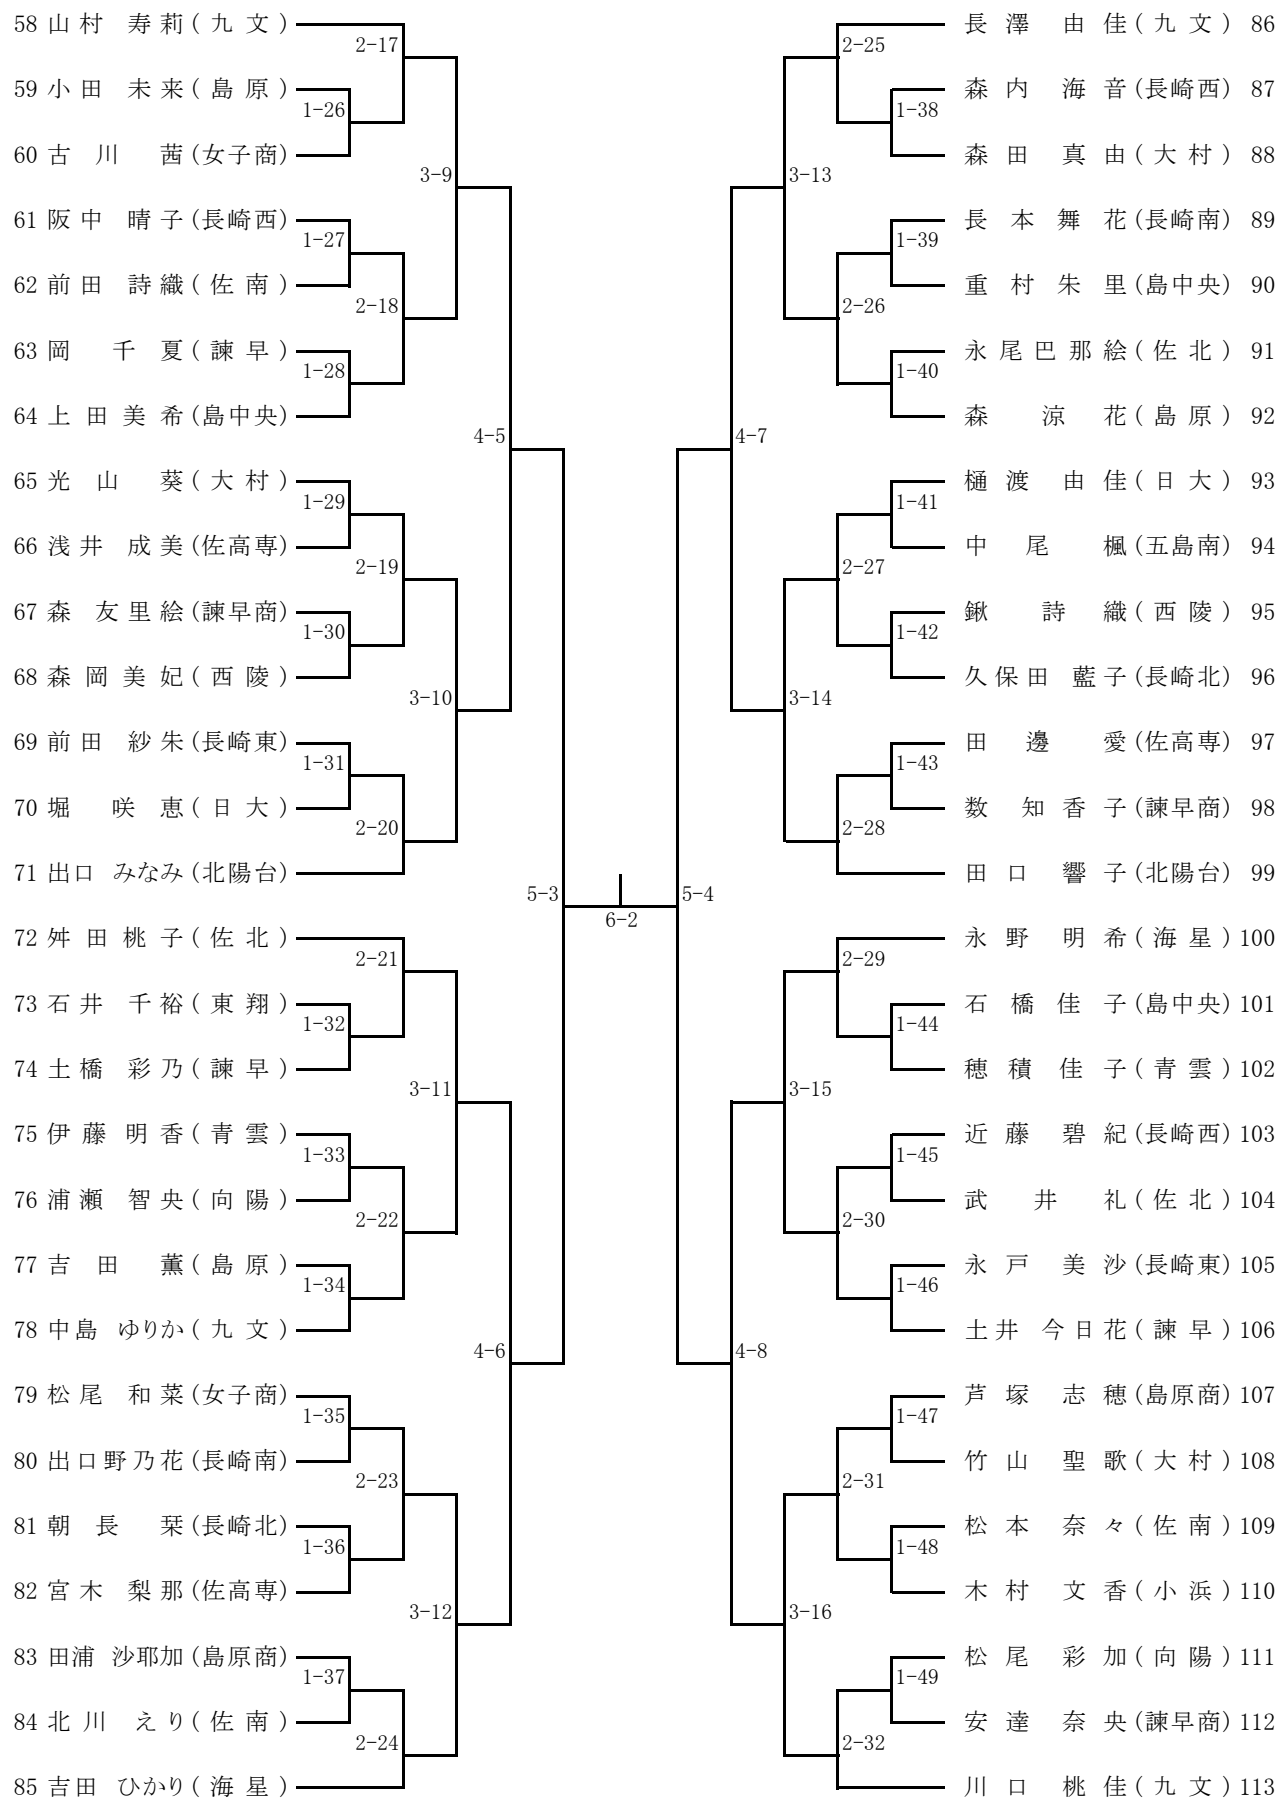 58 山村 寿莉(九文)
2-17
59 小田 未来(島原)
1-26
60 古川 茜(女子商)
3-9
61 阪中 晴子(長崎西)
1-27
62 前田 詩織(佐南)
2-18
63 岡 千夏(諫早)
1-28
64 上田美希(島中央)
4-5
65 光山 葵(大村)
1-29
66 浅井 成美(佐高専)
2-19
67 森 友里絵(諫早商)
1-30
68 森岡美妃(西陵)
3-10
69 前田 紗朱(長崎東)
1-31
70 堀 咲恵(日大)
2-20
71 出口 みなみ(北陽台)
5-3
72 舛田桃子(佐北)
2-21
73 石井 千裕(東翔)
1-32
74 土橋 彩乃(諫早)
3-11
75 伊藤 明香(青雲)
1-33
76 浦瀬 智央(向陽)
2-22
77 吉田 薫(島原)
1-34
78 中島 ゆりか(九文)
4-6
79 松尾 和菜(女子商)
1-35
80 出口野乃花(長崎南)
2-23
81 朝長 栞(長崎北)
1-36
82 宮木 梨那(佐高専)
3-12
83 田浦 沙耶加(島原商)
1-37
84 北川 えり(佐南)
2-24
85 吉田 ひかり(海星)
6-2
長澤 由佳(九文) 86
2-25
森内 海音(長崎西) 87
1-38
森田 真由(大村) 88
3-13
長本舞花(長崎南) 89
1-39
重村朱里(島中央) 90
2-26
永尾巴那絵(佐北) 91
1-40
森 涼花(島原) 92
4-7
樋渡 由佳(日大) 93
1-41
中尾 楓(五島南) 94
2-27
鍬 詩織(西陵) 95
1-42
久保田 藍子(長崎北) 96
3-14
田邊 愛(佐高専) 97
1-43
数 知香子(諫早商) 98
2-28
田口 響子(北陽台) 99
5-4
永野 明希(海星) 100
2-29
石橋佳子(島中央) 101
1-44
穂積 佳子(青雲) 102
3-15
近藤 碧紀(長崎西) 103
1-45
武井 礼(佐北) 104
2-30
永戸 美沙(長崎東) 105
1-46
土井 今日花(諫早) 106
4-8
芦塚 志穂(島原商) 107
1-47
竹山 聖歌(大村) 108
2-31
松本 奈々(佐南) 109
1-48
木村 文香(小浜) 110
3-16
松尾 彩加(向陽) 111
1-49
安達 奈央(諫早商) 112
2-32
川口 桃佳(九文) 113